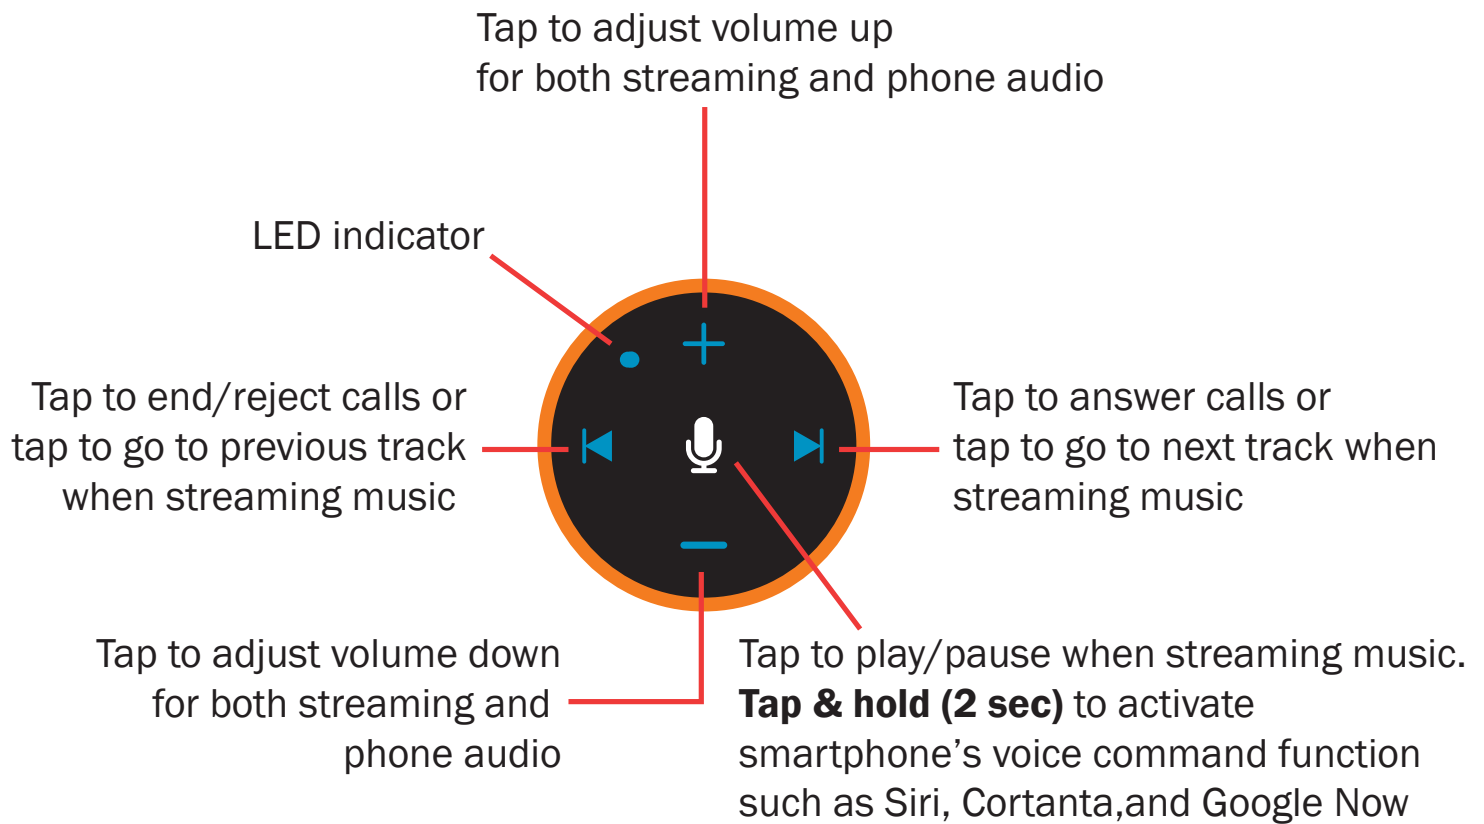 Tap to adjust volume up
for both streaming and phone audio
LED indicator
Tap to end/reject calls or
tap to go to previous track
when streaming music
Tap to answer calls or
tap to go to next track when
streaming music
Tap to adjust volume down
for both streaming and
phone audio
Tap to play/pause when streaming music.
Tap & hold (2 sec) to activate
smartphone’s voice command function
such as Siri, Cortanta,and Google Now